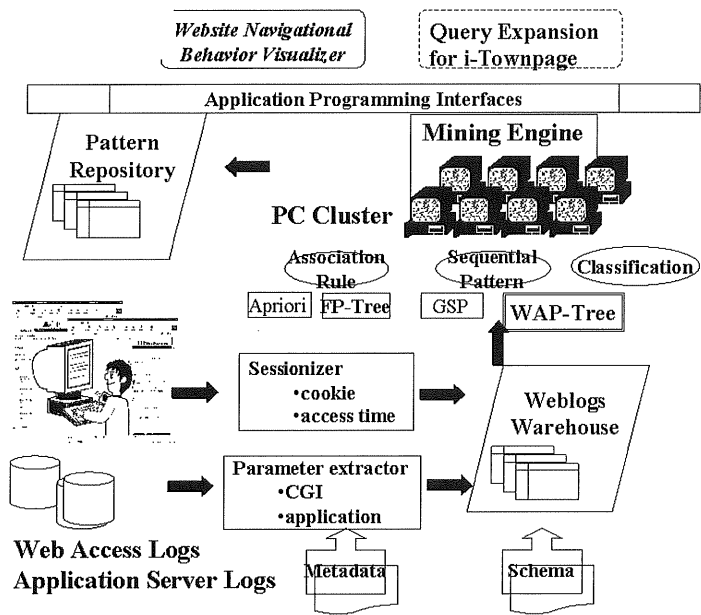 Website Navigational
Behavior Visualizer
Query Expansion
for i-Townpage
Application Programming Interfaces
Pattern
Repository
Mining Engine
PC Cluster
Association
Rule
Sequential
Pattern
Classification
Apriori
FP-Tree
GSP
WAP-Tree
Sessionizer
•cookie
•access time
Weblogs
Warehouse
Parameter extractor
•CGI
•application
Web Access Logs
Application Server Logs
Metadata
Schema